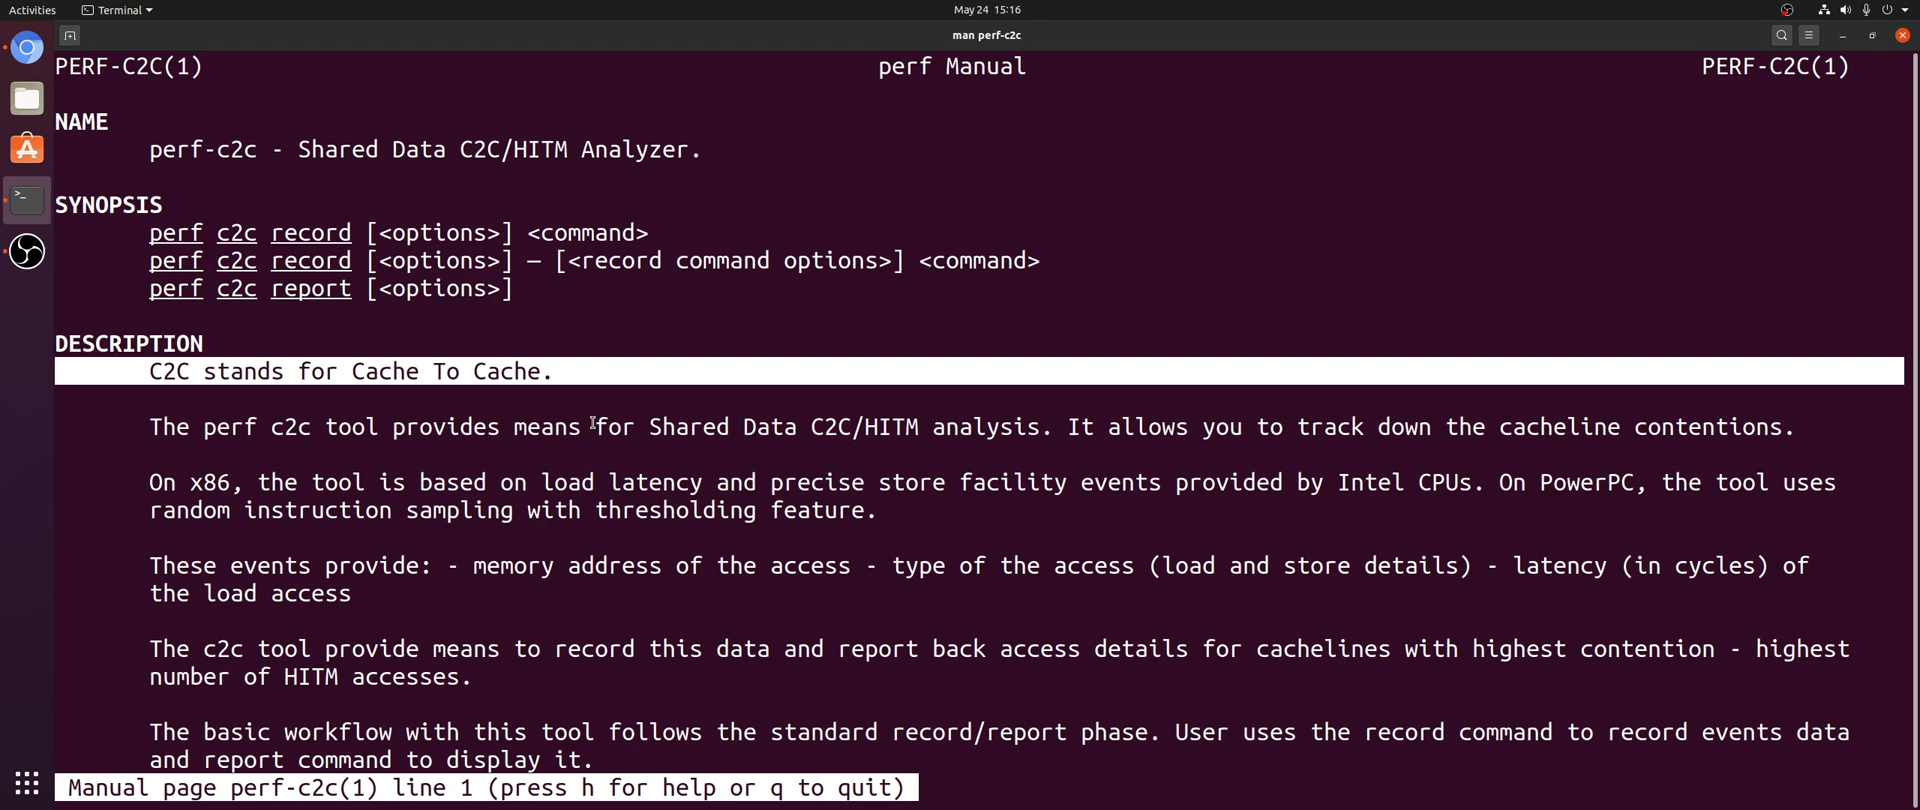 Activities
Terminal
May 24 15:16
man perf-c2c
PERF-C2C(1) perf Manual PERF-C2C(1)
NAME
perf-c2c - Shared Data C2C/HITM Analyzer.
SYNOPSIS
perf c2c record [<options>] <command>
perf c2c record [<options>] — [<record command options>] <command>
perf c2c report [<options>]
DESCRIPTION
C2C stands for Cache To Cache.
The perf c2c tool provides means for Shared Data C2C/HITM analysis. It allows you to track down the cacheline contentions.
On x86, the tool is based on load latency and precise store facility events provided by Intel CPUs. On PowerPC, the tool uses
random instruction sampling with thresholding feature.
These events provide: - memory address of the access - type of the access (load and store details) - latency (in cycles) of
the load access
The c2c tool provide means to record this data and report back access details for cachelines with highest contention - highest
number of HITM accesses.
The basic workflow with this tool follows the standard record/report phase. User uses the record command to record events data
and report command to display it.
Manual page perf-c2c(1) line 1 (press h for help or q to quit)